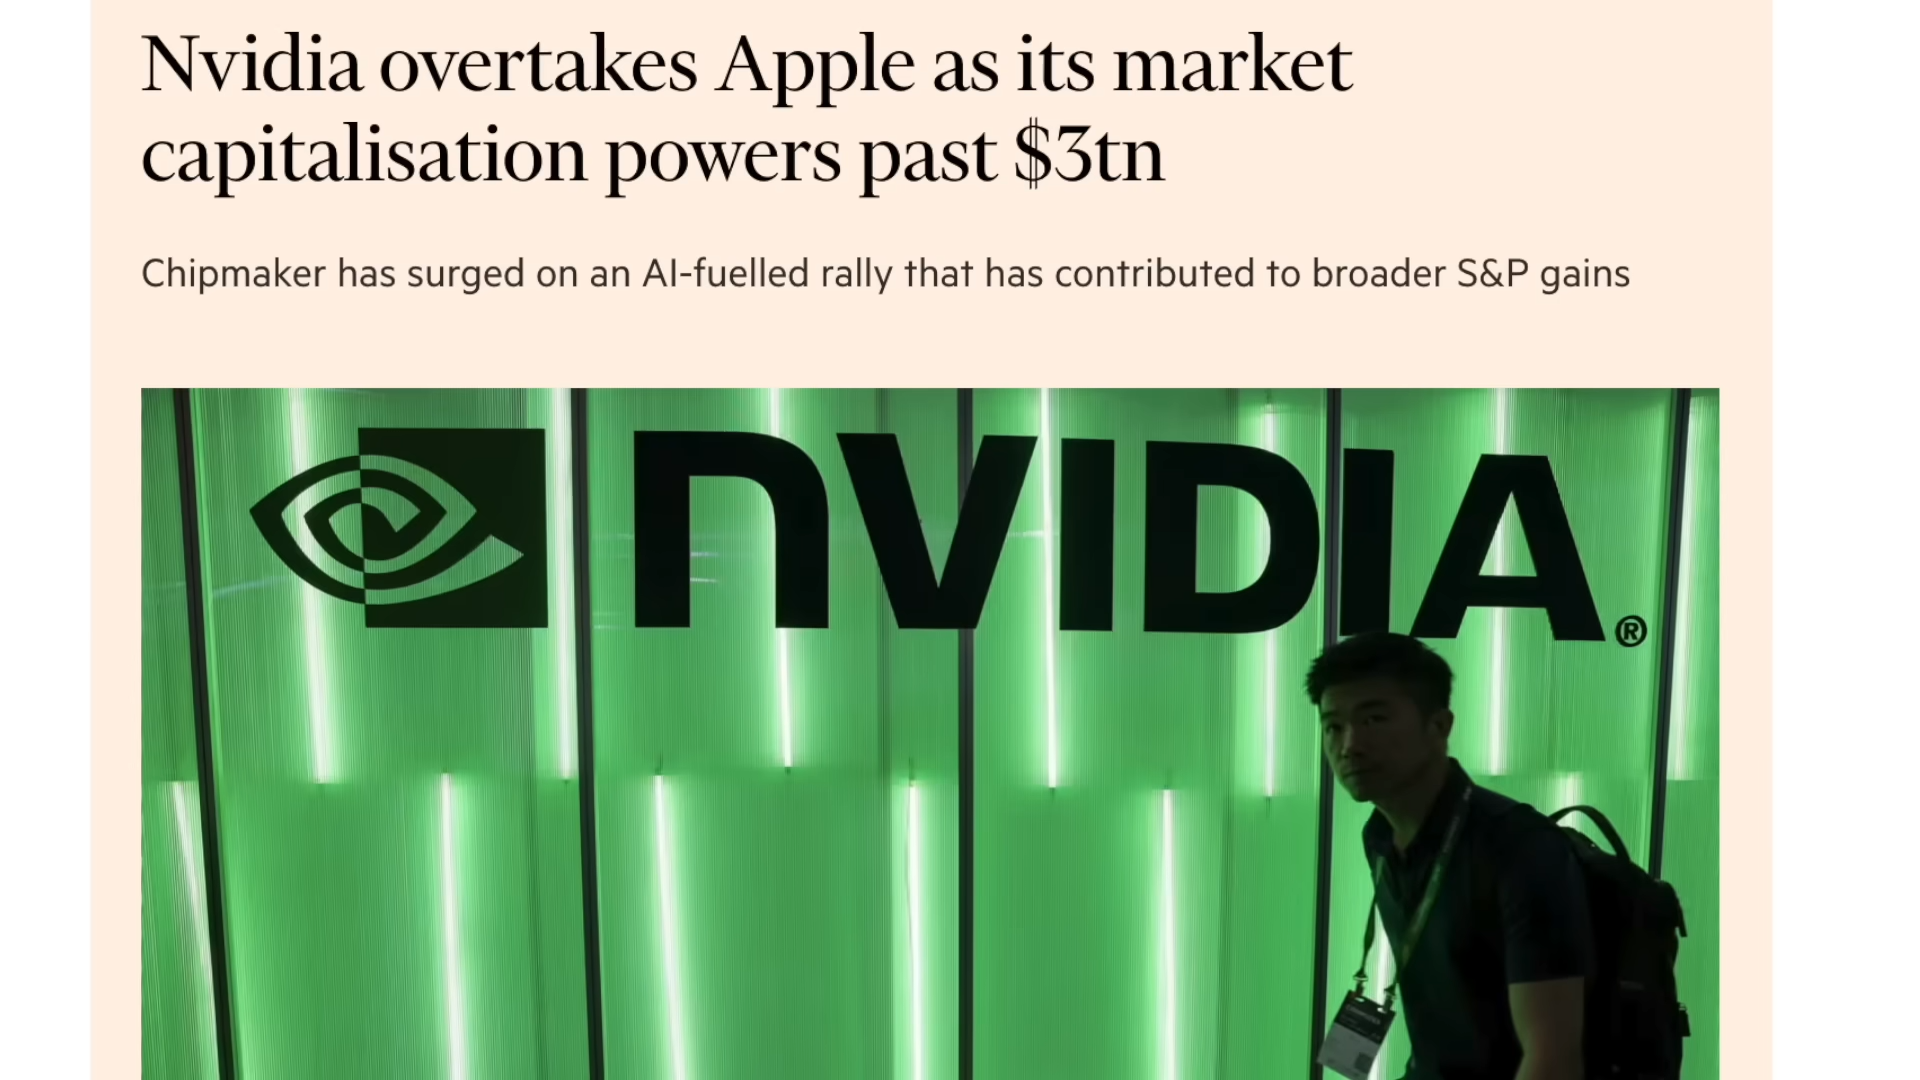 Nvidia overtakes Apple as its market
capitalisation powers past $3tn
Chipmaker has surged on an AI-fuelled rally that has contributed to broader S&P gains
NVIDIA®